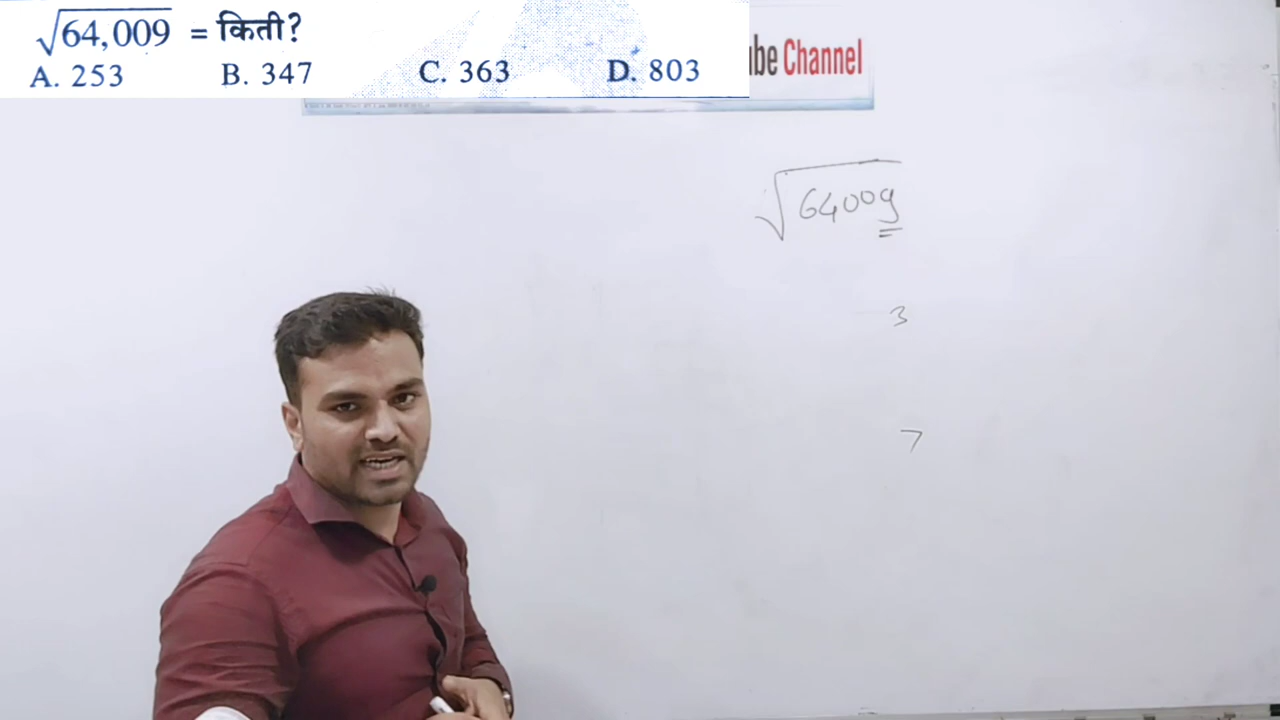 √64,009 = किती?
A. 253 B. 347 C. 363 D. 803
be Channel
√64009
3
7